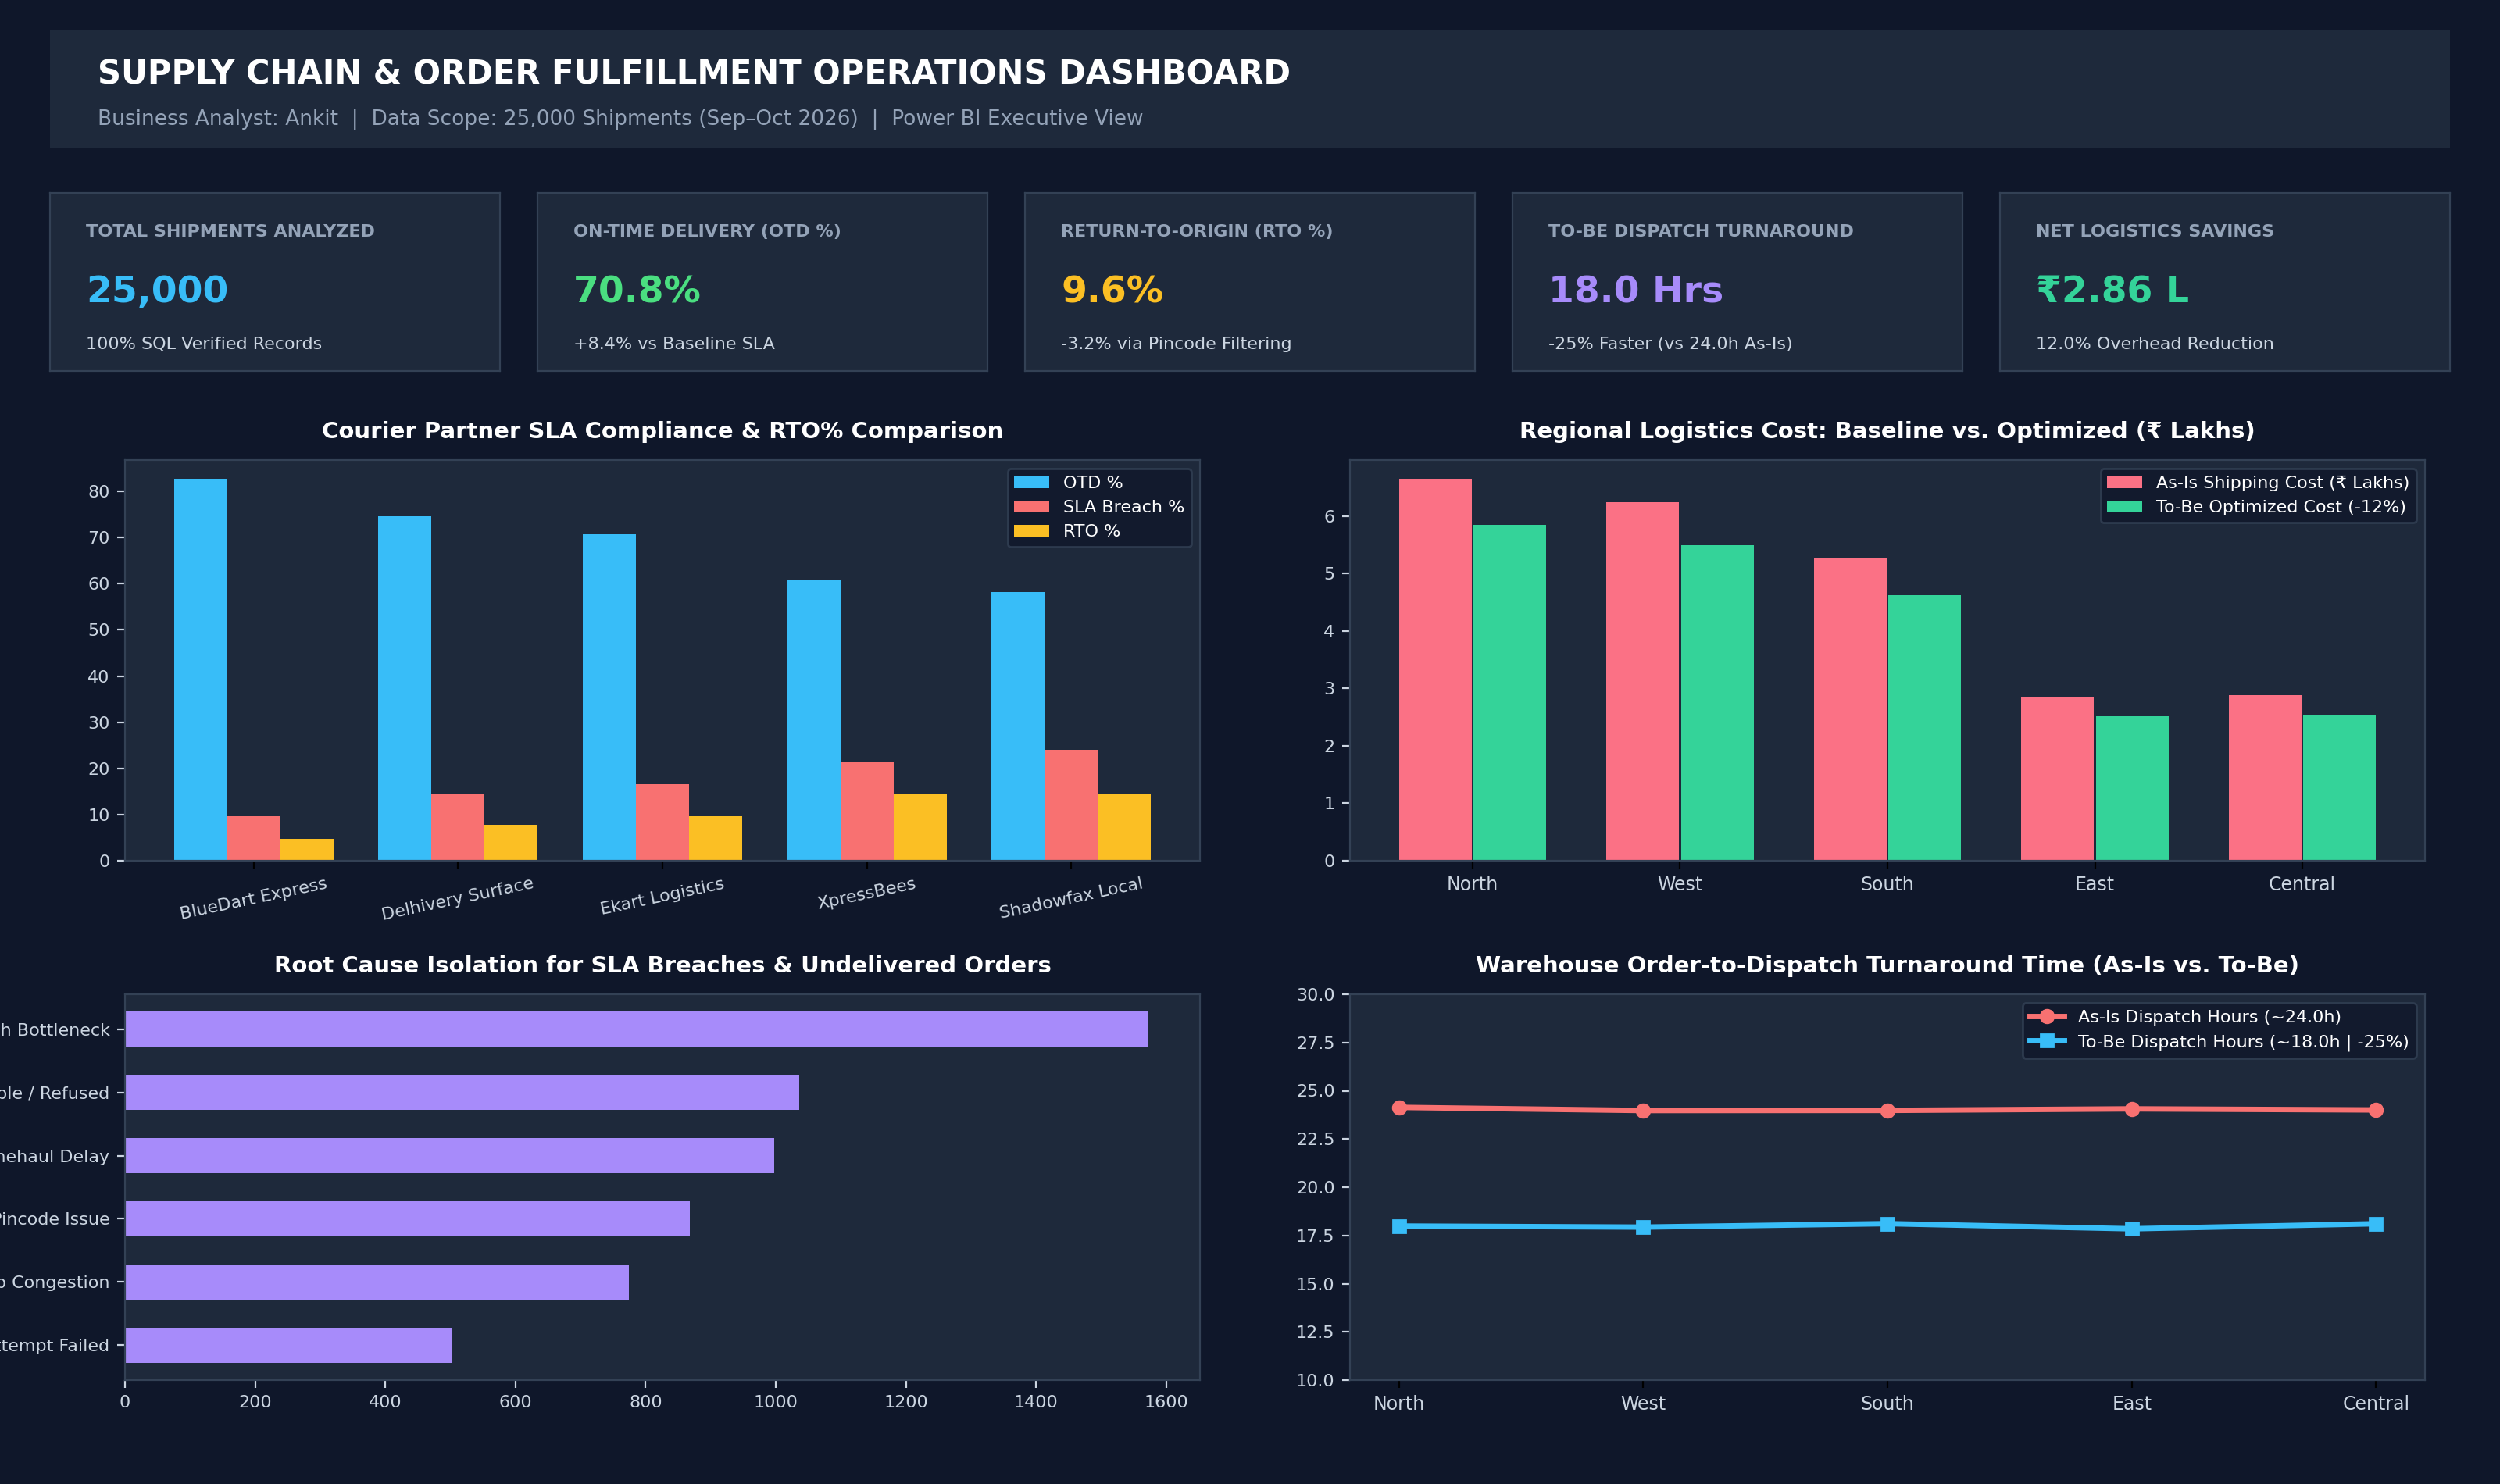 SUPPLY CHAIN & ORDER FULFILLMENT OPERATIONS DASHBOARD
Business Analyst: Ankit | Data Scope: 25,000 Shipments (Sep–Oct 2026) | Power BI Executive View
TOTAL SHIPMENTS ANALYZED
25,000
100% SQL Verified Records
ON-TIME DELIVERY (OTD %)
70.8%
+8.4% vs Baseline SLA
RETURN-TO-ORIGIN (RTO %)
9.6%
-3.2% via Pincode Filtering
TO-BE DISPATCH TURNAROUND
18.0 Hrs
-25% Faster (vs 24.0h As-Is)
NET LOGISTICS SAVINGS
₹2.86 L
12.0% Overhead Reduction
Courier Partner SLA Compliance & RTO% Comparison
OTD %
SLA Breach %
RTO %
80
70
60
50
40
30
20
10
0
BlueDart Express
Delhivery Surface
Ekart Logistics
XpressBees
Shadowfax Local
Regional Logistics Cost: Baseline vs. Optimized (₹ Lakhs)
As-Is Shipping Cost (₹ Lakhs)
To-Be Optimized Cost (-12%)
6
5
4
3
2
1
0
North
West
South
East
Central
Root Cause Isolation for SLA Breaches & Undelivered Orders
Bottleneck
/ Refused
Delay
Pincode Issue
Congestion
Failed
0
200
400
600
800
1000
1200
1400
1600
Warehouse Order-to-Dispatch Turnaround Time (As-Is vs. To-Be)
As-Is Dispatch Hours (~24.0h)
To-Be Dispatch Hours (~18.0h | -25%)
30.0
27.5
25.0
22.5
20.0
17.5
15.0
12.5
10.0
North
West
South
East
Central